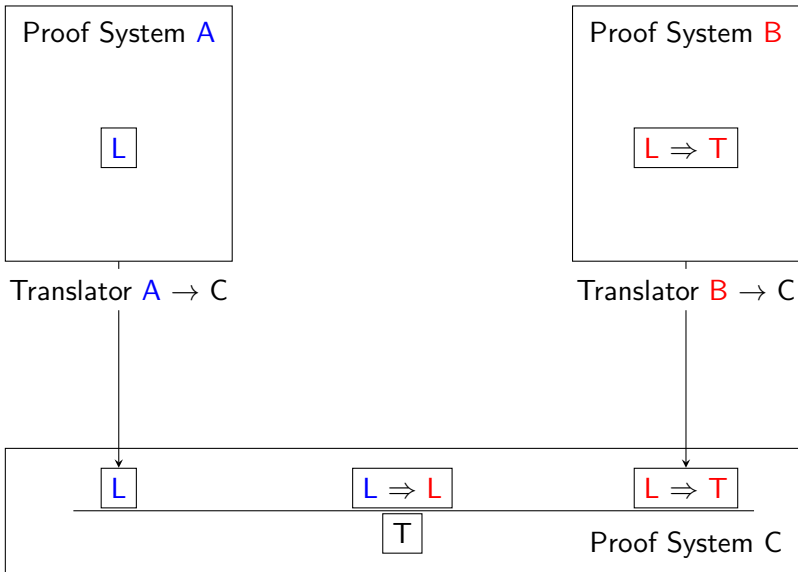 Proof System A
Proof System B
L
L ⇒ T
Translator A → C
Translator B → C
L
L ⇒ L
L ⇒ T
T
Proof System C